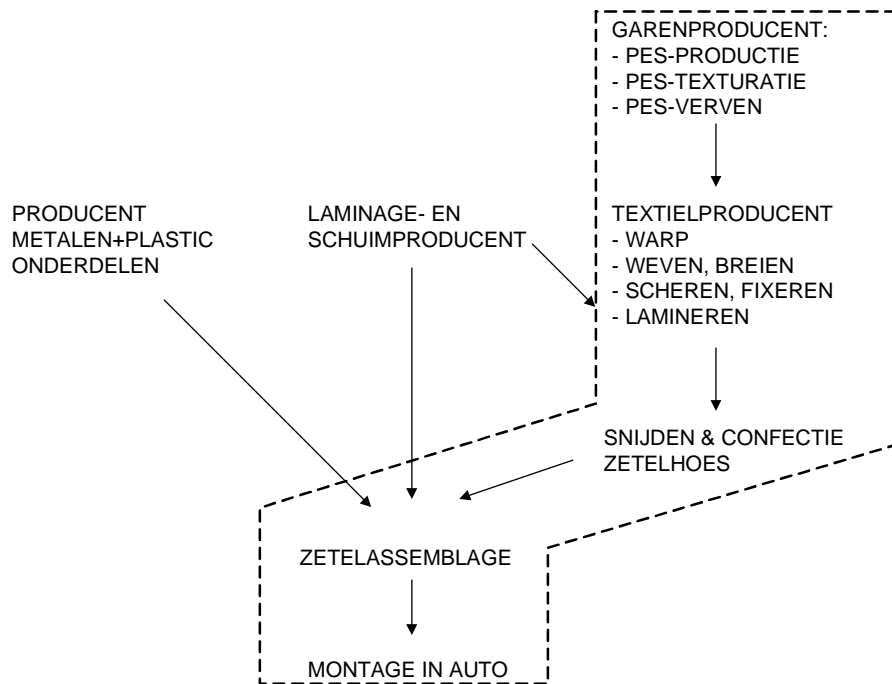 GARENPRODUCENT:
- PES-PRODUCTIE
- PES-TEXTURATIE
- PES-VERVEN
PRODUCENT
METALEN+PLASTIC
ONDERDELEN
LAMINAGE- EN
SCHUIMPRODUCENT
TEXTIELPRODUCENT
- WARP
- WEVEN, BREIEN
- SCHEREN, FIXEREN
- LAMINEREN
SNIJDEN & CONFECTIE
ZETELHOES
ZETELASSEMBLAGE
MONTAGE IN AUTO